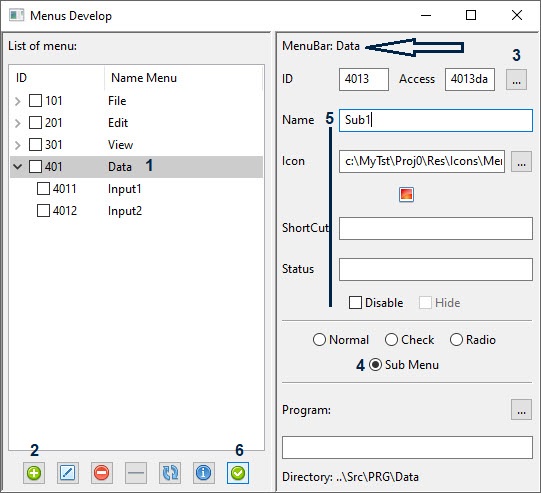 Menus Develop
List of menu:
ID Name Menu
101 File
201 Edit
301 View
401 Data 1
4011 Input1
4012 Input2
2 6
MenuBar: Data
3
ID 4013 Access 4013da ...
5
Name Sub1
Icon c:\MyTst\Proj0\Res\Icons\Mer ...
ShortCut
Status
Disable Hide
Normal Check Radio
4 Sub Menu
Program: ...
Directory: ..\Src\PRG\Data